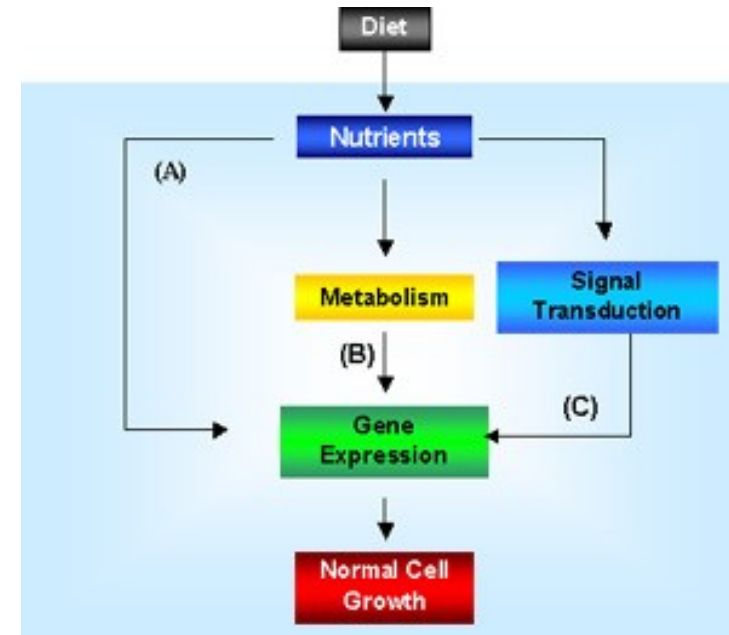 Diet
Nutrients
(A)
Metabolism
Signal
Transduction
(B)
(C)
Gene
Expression
Normal Cell
Growth